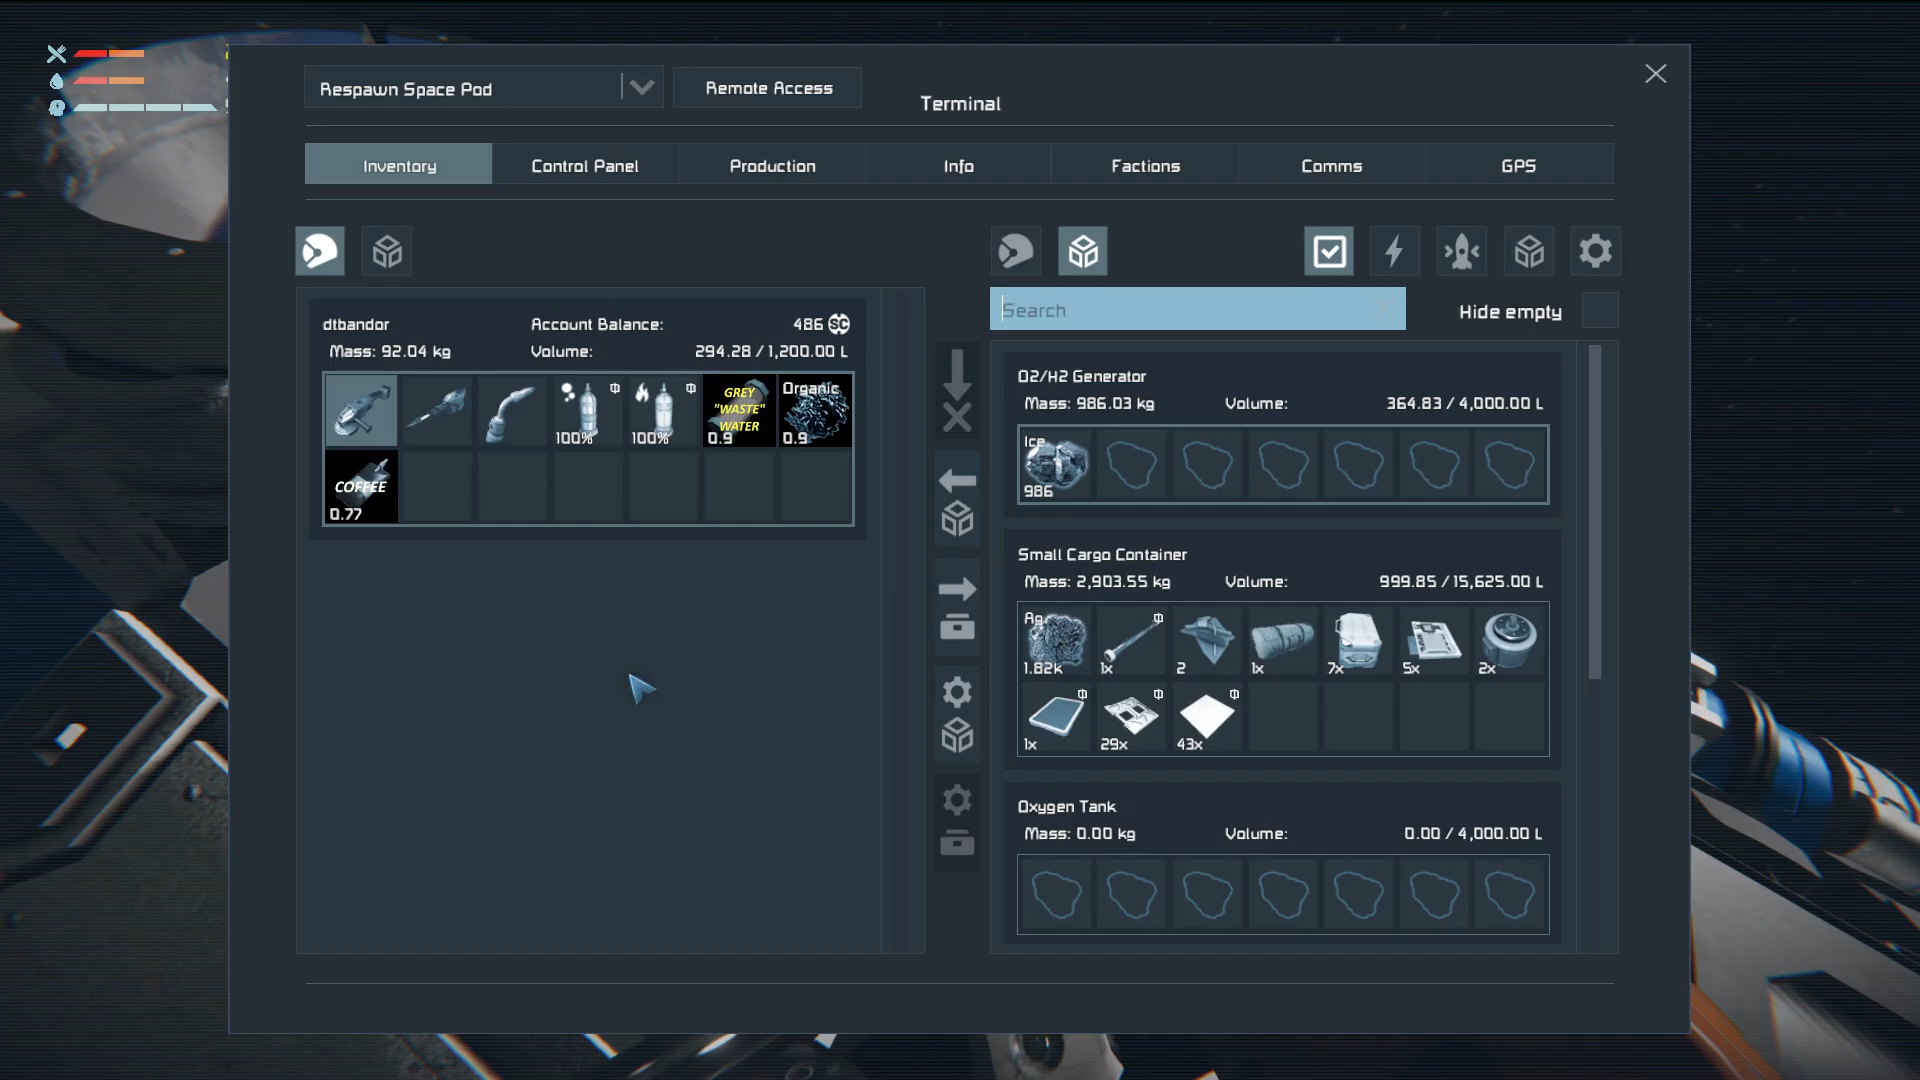 Respawn Space Pod
Remote Access
Terminal
Inventory
Control Panel
Production
Info
Factions
Comms
GPS
Search
Hide empty
dtbandor
Account Balance:
486 SC
Mass: 92.04 kg
Volume:
294.28 / 1,200.00 L
100%
100%
GREY
"WASTE"
WATER
0.9
Organic
0.9
COFFEE
0.77
O2/H2 Generator
Mass: 986.03 kg
Volume:
364.83 / 4,000.00 L
Ice
986
Small Cargo Container
Mass: 2,903.55 kg
Volume:
999.85 / 15,625.00 L
Ag
1.82k
1x
2
1x
7x
5x
2x
1x
29x
43x
Oxygen Tank
Mass: 0.00 kg
Volume:
0.00 / 4,000.00 L